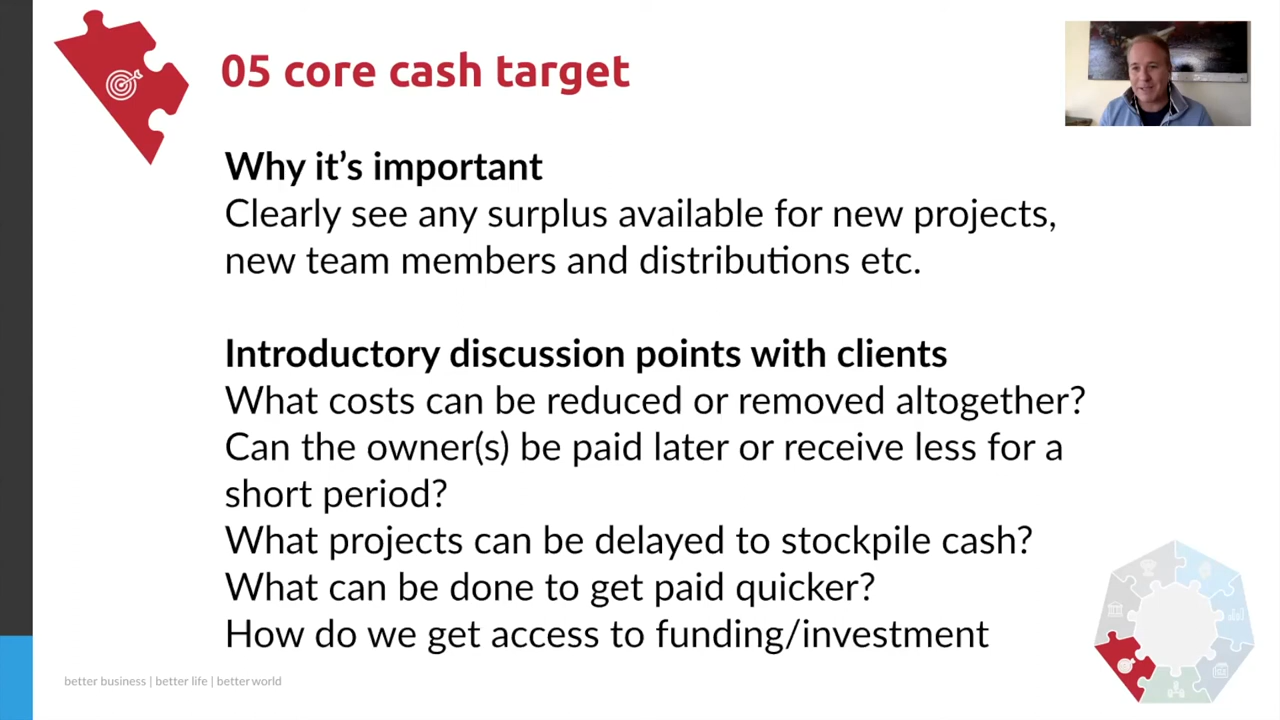 05 core cash target
Why it’s important
Clearly see any surplus available for new projects,
new team members and distributions etc.
Introductory discussion points with clients
What costs can be reduced or removed altogether?
Can the owner(s) be paid later or receive less for a
short period?
What projects can be delayed to stockpile cash?
What can be done to get paid quicker?
How do we get access to funding/investment
better business | better life | better world